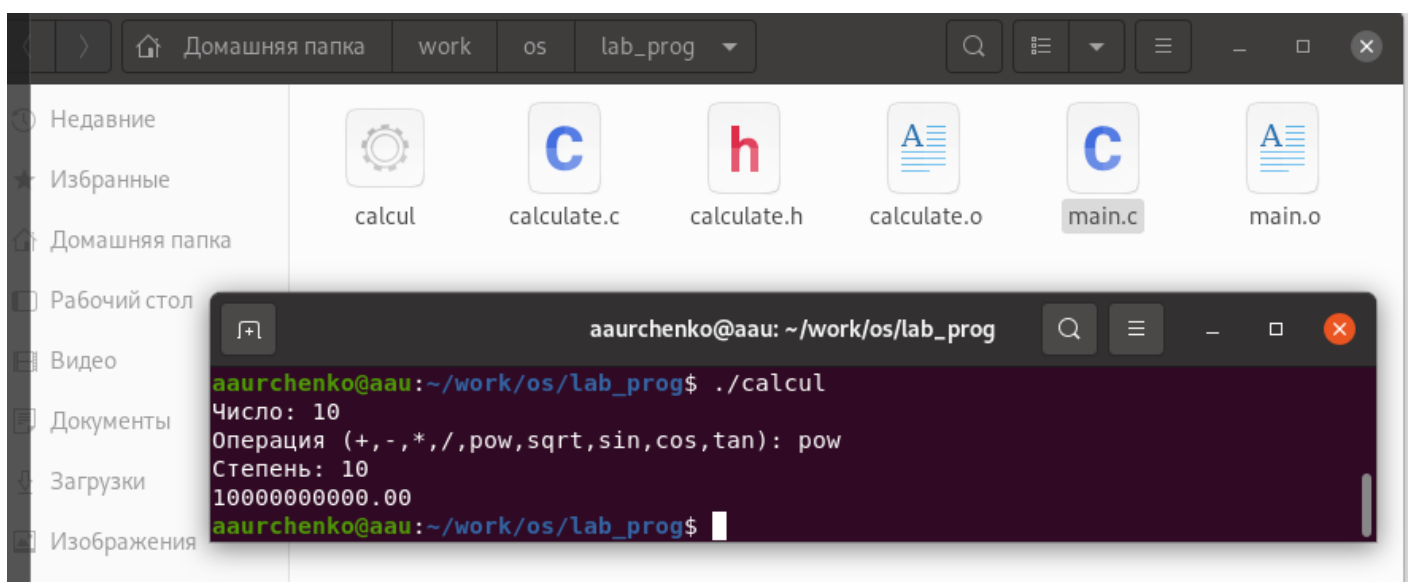 Домашняя папка work os lab_prog
Недавние
Избранные
Домашняя папка
Рабочий стол
Видео
Документы
Загрузки
Изображения
C h A C A
calcul calculate.c calculate.h calculate.o main.c main.o
aaurchenko@aau: ~/work/os/lab_prog
aaurchenko@aau:~/work/os/lab_prog$ ./calcul
Число: 10
Операция (+,-,*,/,pow,sqrt,sin,cos,tan): pow
Степень: 10
10000000000.00
aaurchenko@aau:~/work/os/lab_prog$